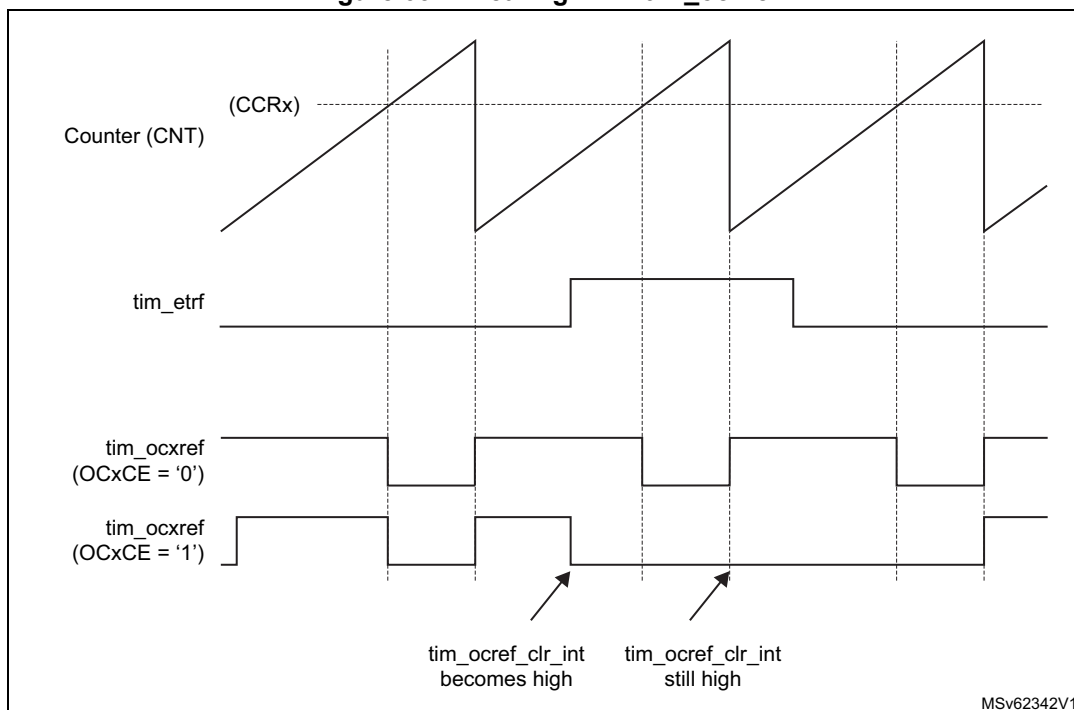 (CCRx)
Counter (CNT)
tim_etrf
tim_ocxref
(OCxCE = ‘0’)
tim_ocxref
(OCxCE = ‘1’)
tim_ocref_clr_int
becomes high
tim_ocref_clr_int
still high
MSv62342V1